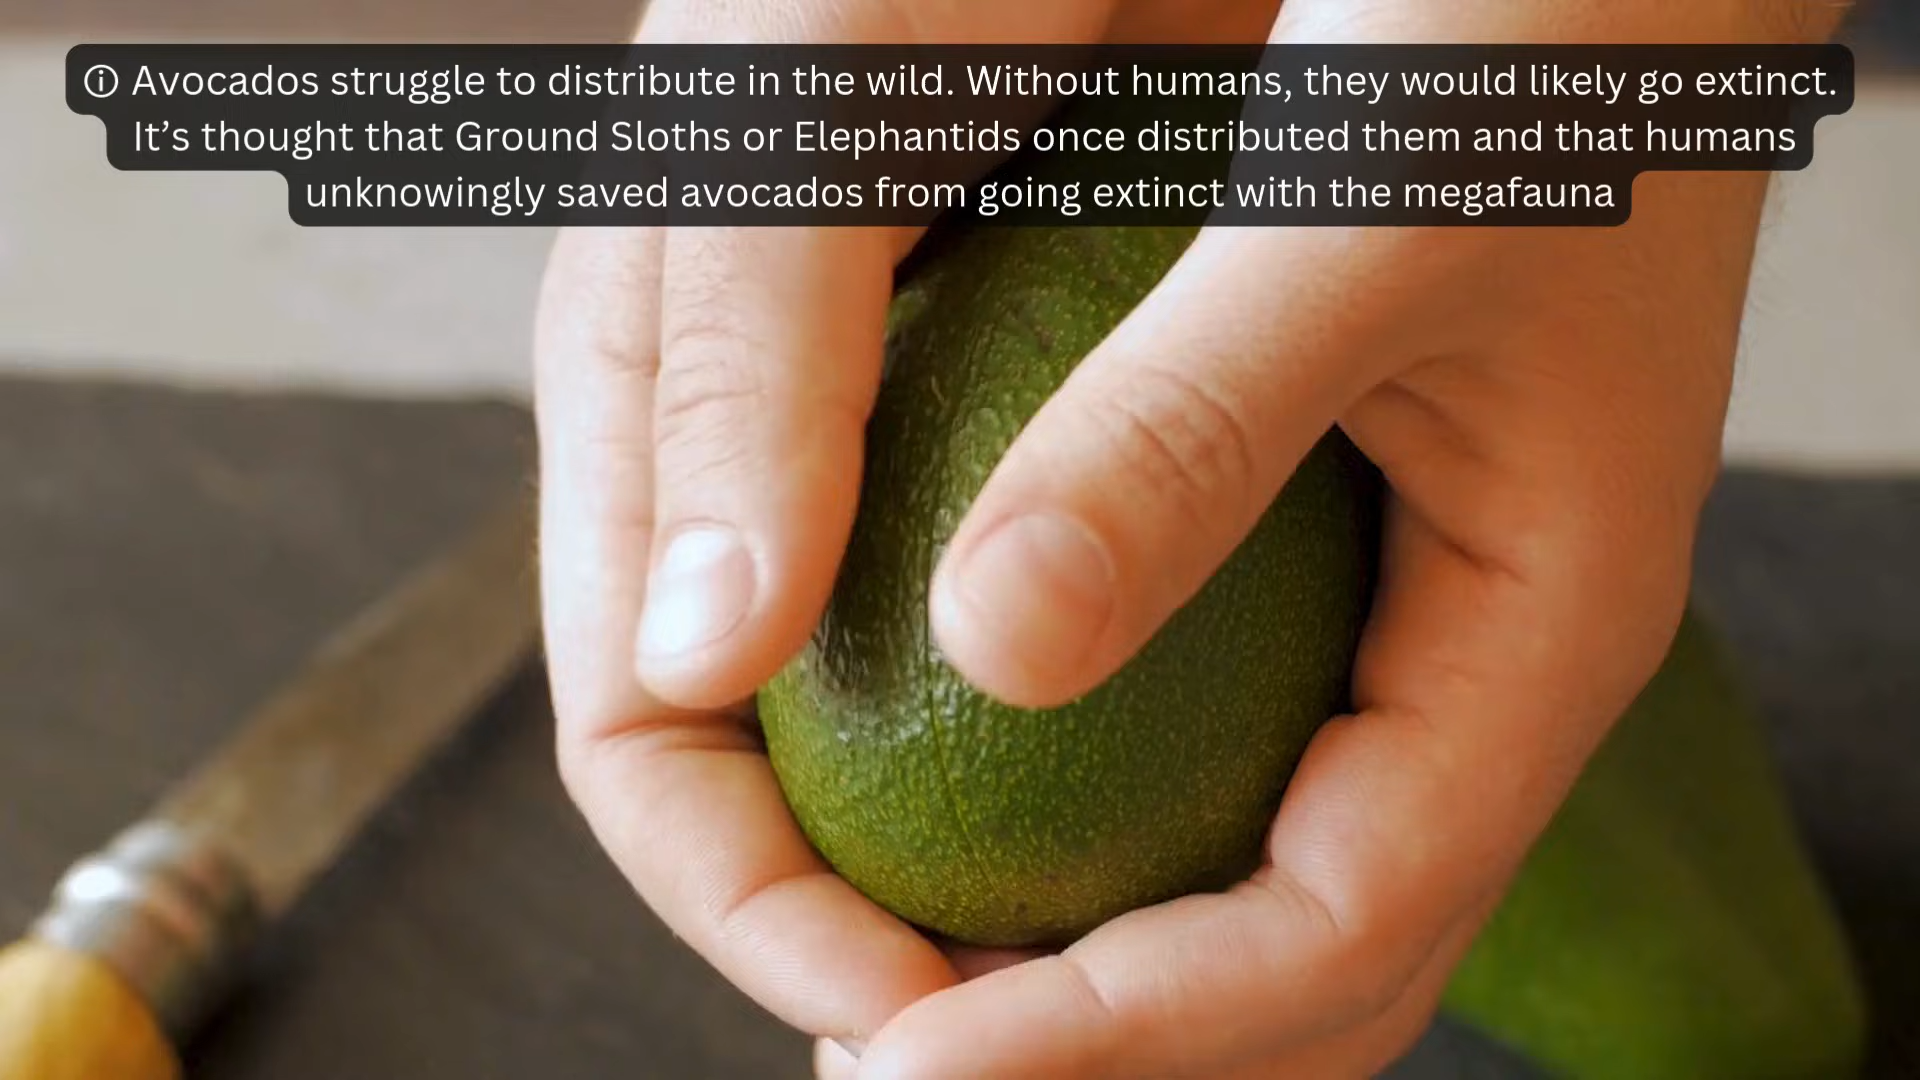 ⓘ Avocados struggle to distribute in the wild. Without humans, they would likely go extinct.
It’s thought that Ground Sloths or Elephantids once distributed them and that humans
unknowingly saved avocados from going extinct with the megafauna